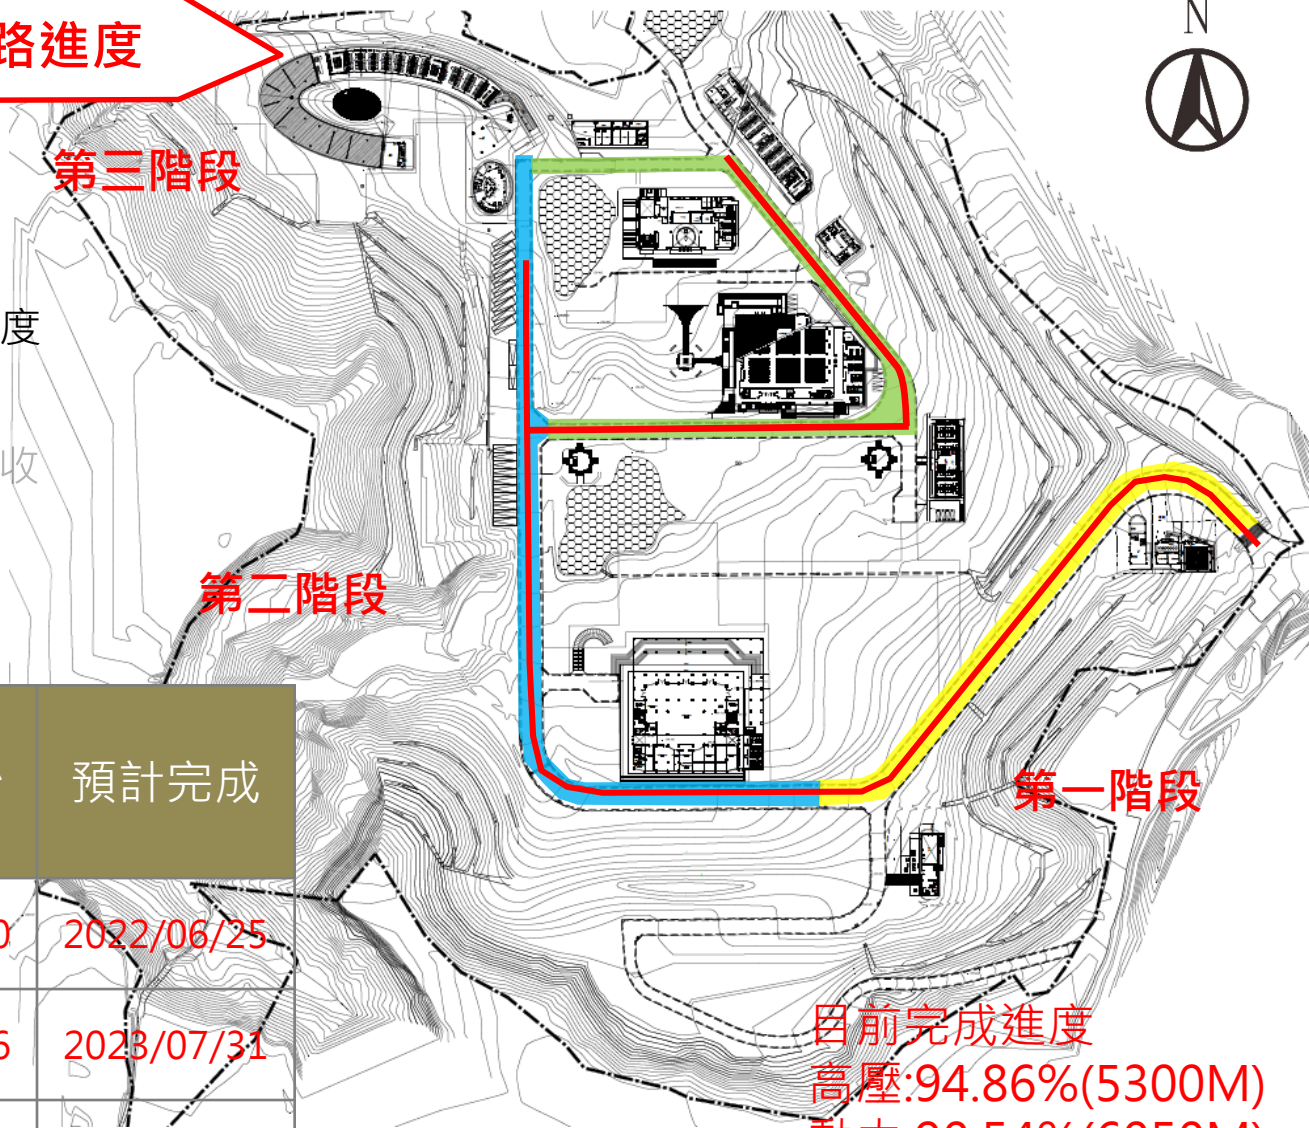 路進度
N
第三階段
度
收
第二階段
預計完成
第一階段
2022/06/25
2023/07/31
目前完成進度
高壓:94.86%(5300M)